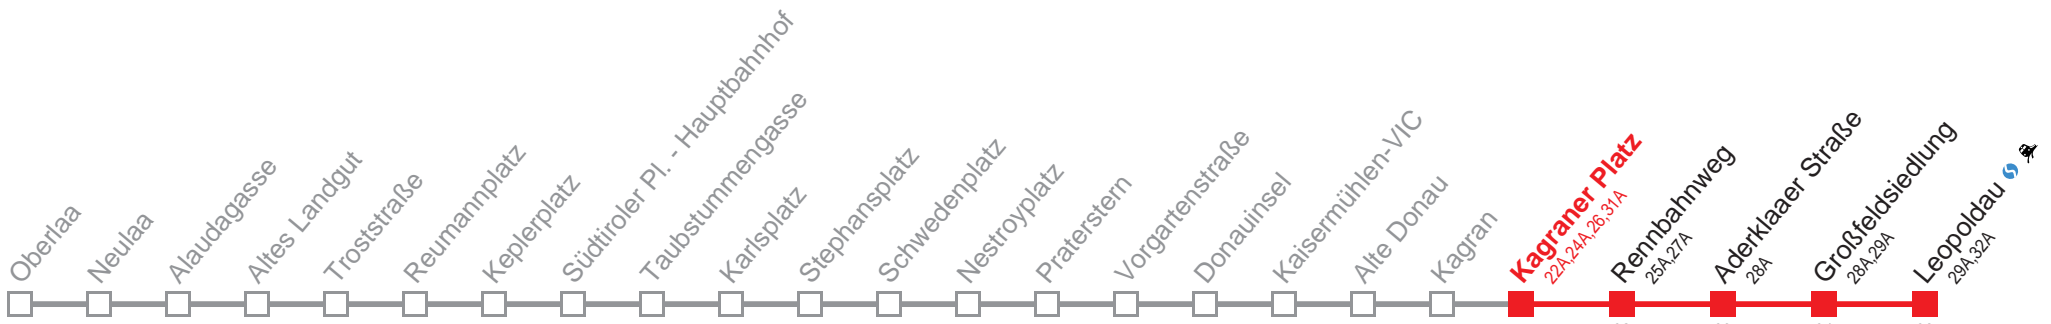 Oberlaa
Neulaa
Alaudagasse
Altes Landgut
Troststraße
Reumannplatz
Keplerplatz
Südtiroler Pl. - Hauptbahnhof
Taubstummengasse
Karlsplatz
Stephansplatz
Schwedenplatz
Nestroyplatz
Praterstern
Vorgartenstraße
Donauinsel
Kaisermühlen-VIC
Alte Donau
Kagran
Kagraner Platz
22A,24A,26,31A
Rennbahnweg
25A,27A
Aderklaaer Straße
28A
Großfeldsiedlung
28A,29A
Leopoldau
29A,32A